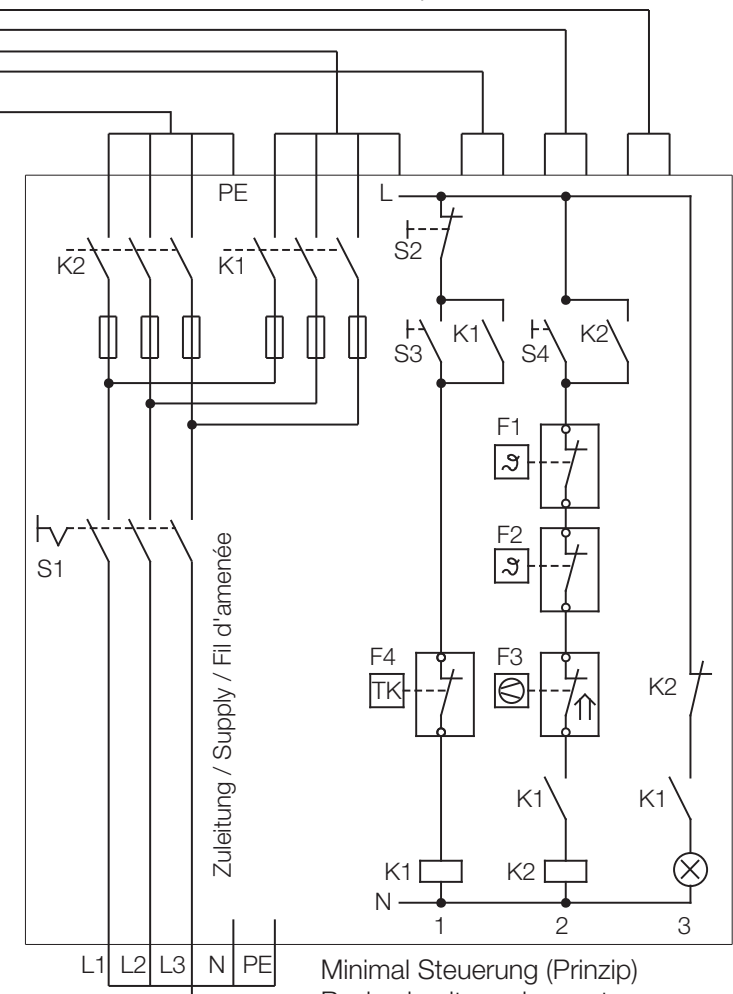 PE
L
S2
K2
K1
S3
K1
S4
K2
F1
ϑ
F2
ϑ
S1
Zuleitung / Supply / Fil d'amenée
F4
TK
F3
K2
K1
K1
K1
K2
N
1
2
3
L1
L2
L3
N
PE
Minimal Steuerung (Prinzip)